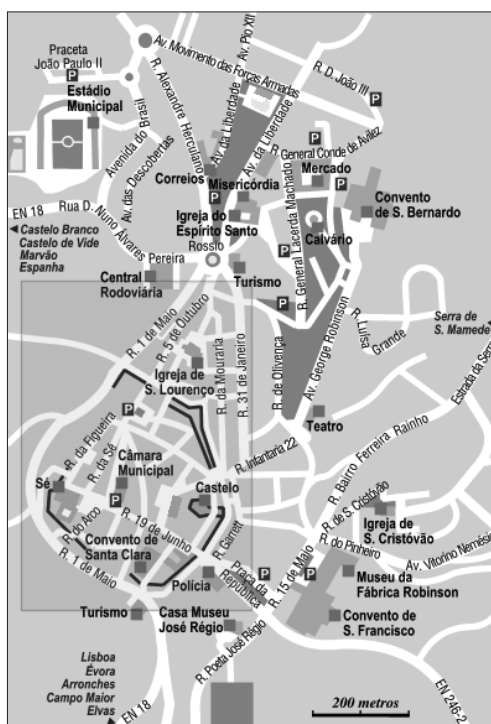 Praceta
João Paulo II
P
Estádio
Municipal
Av. Movimento das Forças Armadas
Av. Pio XII
R. D. João III
P
Avenida do Brasil
R. Alexandre Herculano
Av. da Liberdade
Av. da Liberdade
R. General Conde de Avilez
P
Mercado
P
Av. das Descobertas
Correios
Misericórdia
P
Convento
de S. Bernardo
EN 18
Rua D. Nuno Álvares Pereira
Igreja do
Espírito Santo
R. General Lacerda Machado
Calvário
Castelo Branco
Castelo de Vide
Marvão
Espanha
Rossio
P
Central
Rodoviária
Turismo
P
R. 1 de Maio
R. 5 de Outubro
R. da Mouraria
R. 31 de Janeiro
R. de Olivença
Av. George Robinson
R. Luísa Grande
Serra de
S. Mamede
Estrada da Serra
Igreja de
S. Lourenço
P
R. da Figueira
R. da Sé
Teatro
R. Infantaria 22
R. Bairro Ferreira Rainho
Câmara
Municipal
Sé
Castelo
P
R. do Arco
R. 19 de Junho
R. Garrett
R. de S. Cristóvão
Igreja de
S. Cristóvão
R. do Pinheiro
Av. Vitorino Nemésio
R. 1 de Maio
Convento de
Santa Clara
Polícia
Praça da
República
P
R. 15 de Maio
P
Museu da
Fábrica Robinson
Turismo
Casa Museu
José Régio
Convento de
S. Francisco
R. Poeta José Régio
Lisboa
Évora
Arronches
Campo Maior
Elvas
EN 18
200 metros
EN 246-2